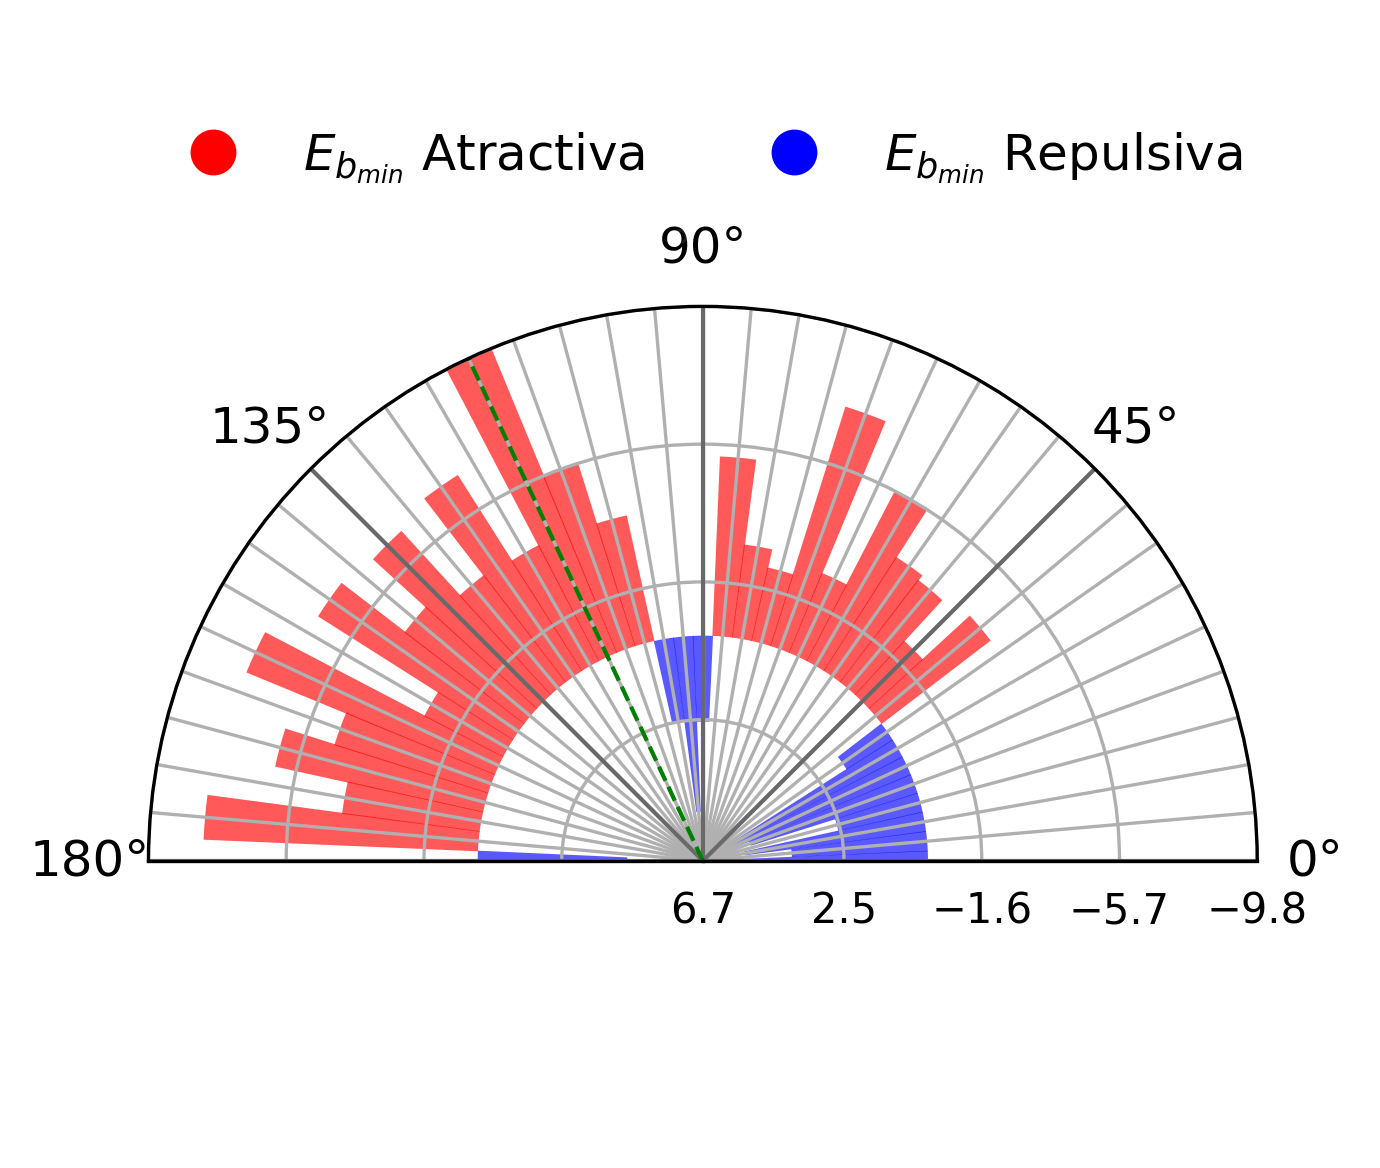 E_{b_{min}} Atractiva E_{b_{min}} Repulsiva
90°
135° 45°
180° 0°
6.7 2.5 −1.6 −5.7 −9.8